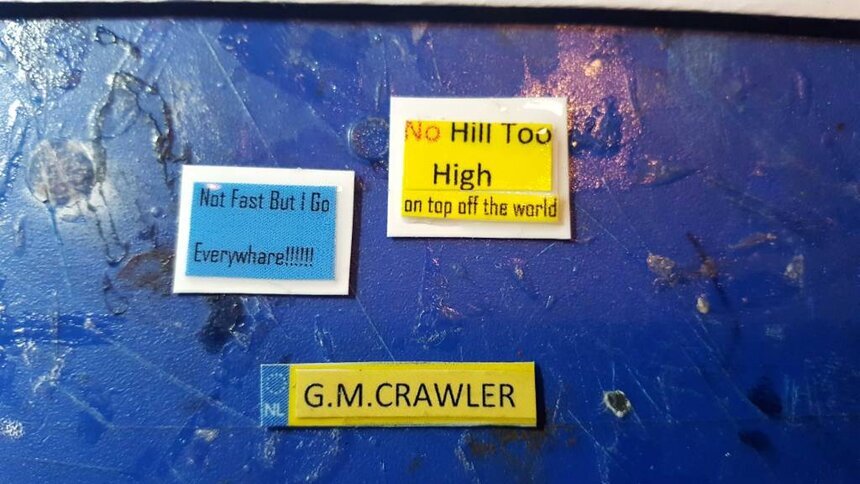 No Hill Too
High
on top off the world
Not Fast But I Go
Everywhare!!!!!!
NL
G.M.CRAWLER